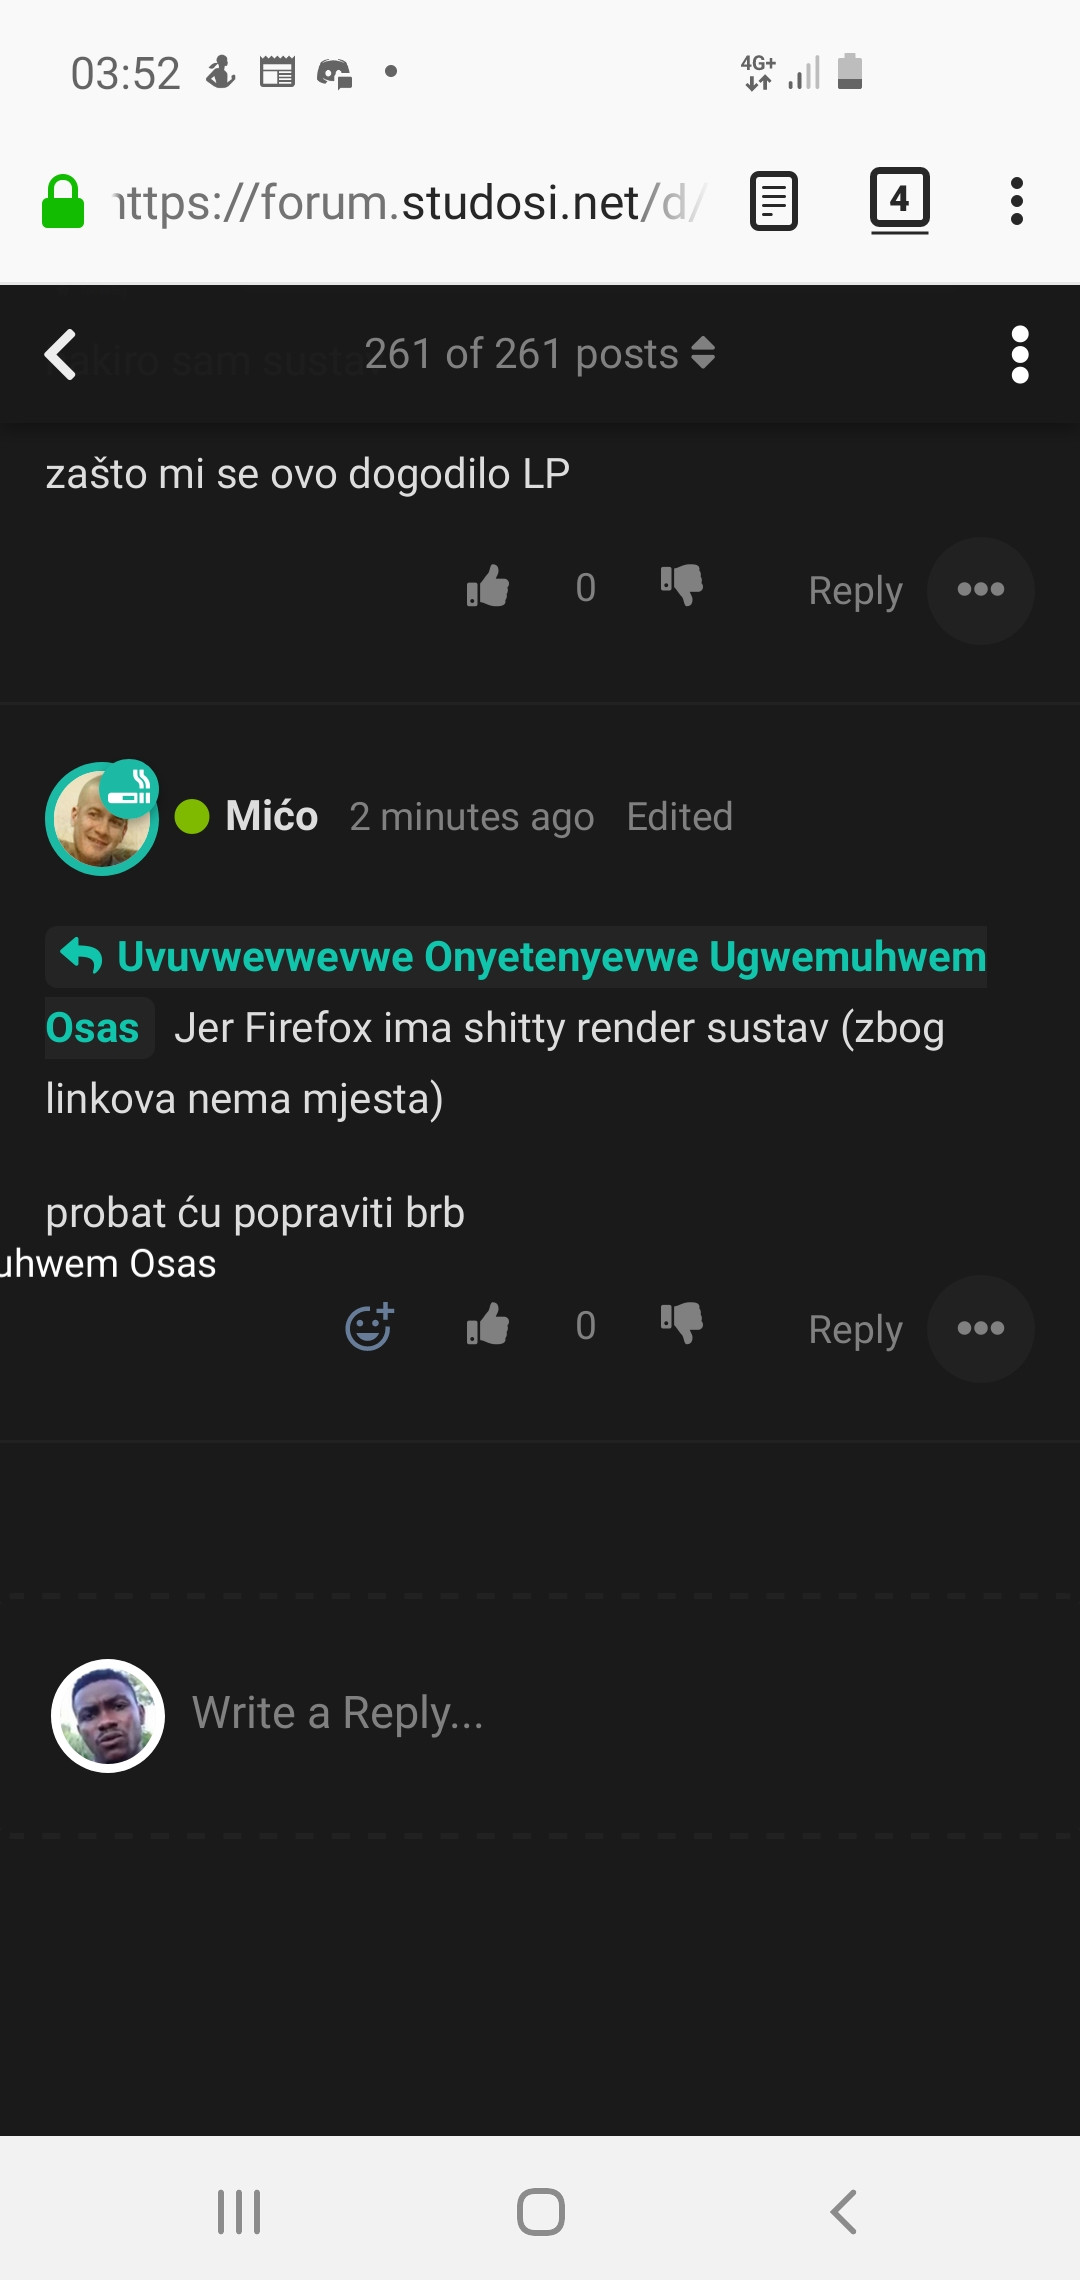 03:52
4G+
https://forum.studosi.net/d/
4
akiro sam susta
261 of 261 posts
zašto mi se ovo dogodilo LP
0
Reply
Mićo 2 minutes ago Edited
Uvuvwevwevwe Onyetenyevwe Ugwemuhwem
Osas Jer Firefox ima shitty render sustav (zbog
linkova nema mjesta)
probat ću popraviti brb
uhwem Osas
0
Reply
Write a Reply...